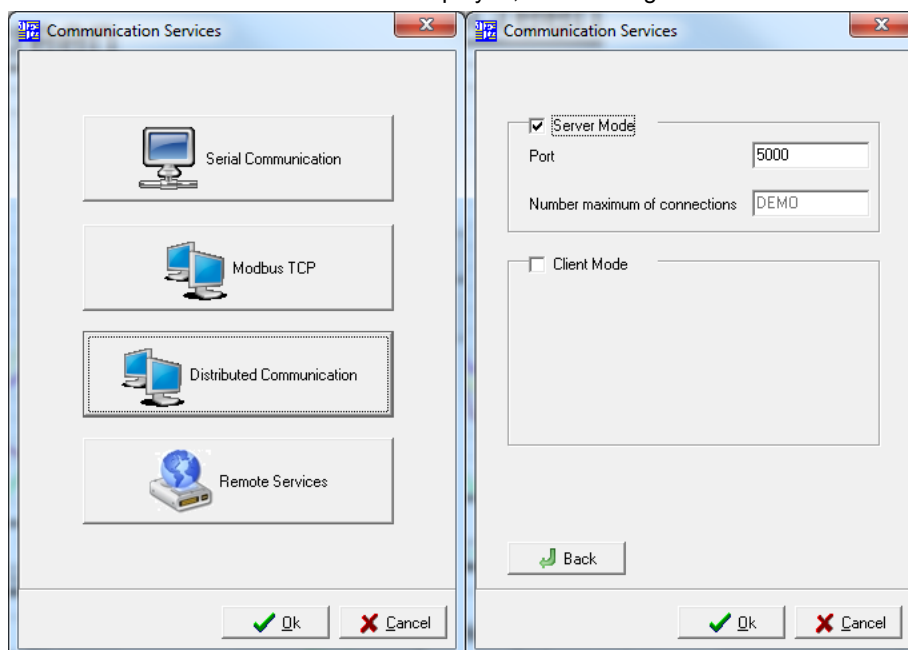 Communication Services
Serial Communication
Modbus TCP
Distributed Communication
Remote Services
Ok
Cancel
Communication Services
Server Mode
Port
5000
Number maximum of connections
DEMO
Client Mode
Back
Ok
Cancel